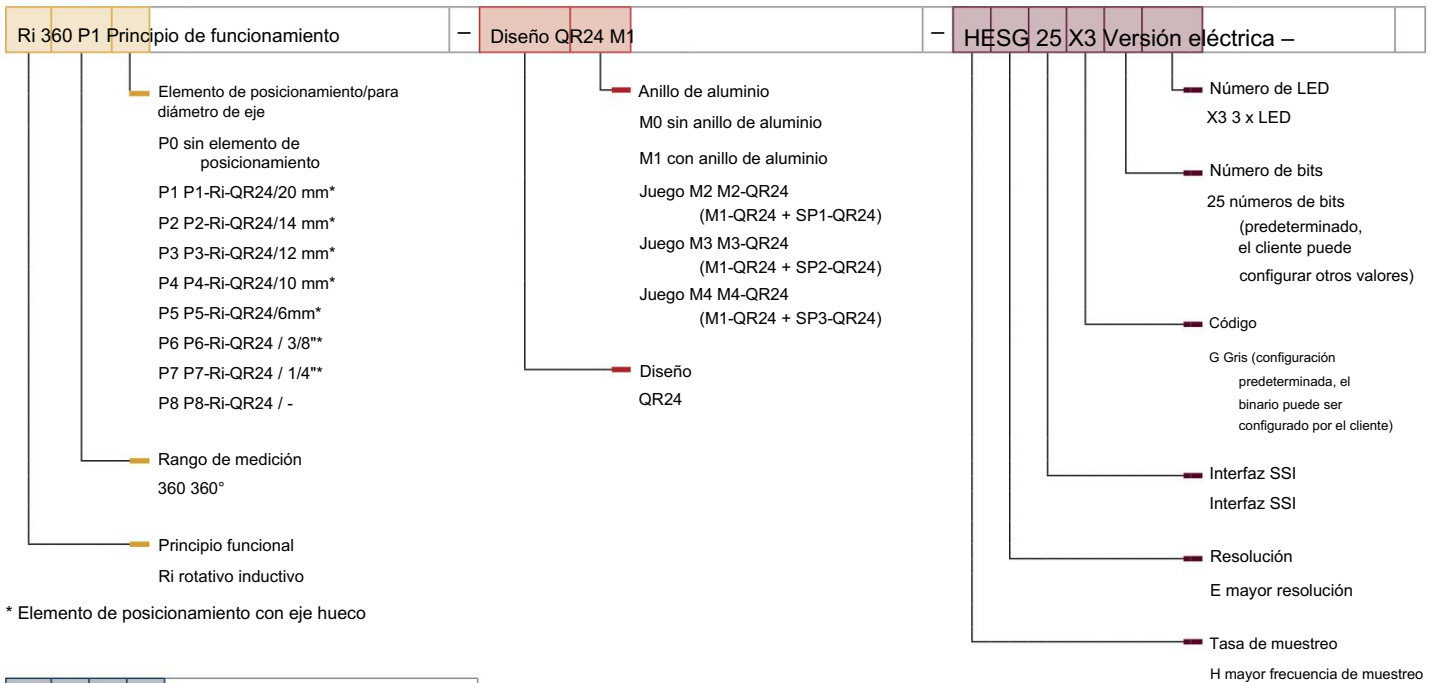 Ri 360 P1 Principio de funcionamiento – Diseño QR24 M1 – HESG 25 X3 Versión eléctrica –
Elemento de posicionamiento/para
diámetro de eje
P0 sin elemento de
posicionamiento
P1 P1-Ri-QR24/20 mm*
P2 P2-Ri-QR24/14 mm*
P3 P3-Ri-QR24/12 mm*
P4 P4-Ri-QR24/10 mm*
P5 P5-Ri-QR24/6mm*
P6 P6-Ri-QR24 / 3/8"*
P7 P7-Ri-QR24 / 1/4"*
P8 P8-Ri-QR24 / -
Rango de medición
360 360°
Principio funcional
Ri rotativo inductivo
* Elemento de posicionamiento con eje hueco
Anillo de aluminio
M0 sin anillo de aluminio
M1 con anillo de aluminio
Juego M2 M2-QR24
(M1-QR24 + SP1-QR24)
Juego M3 M3-QR24
(M1-QR24 + SP2-QR24)
Juego M4 M4-QR24
(M1-QR24 + SP3-QR24)
Diseño
QR24
Número de LED
X3 3 x LED
Número de bits
25 números de bits
(predeterminado,
el cliente puede
configurar otros valores)
Código
G Gris (configuración
predeterminada, el
binario puede ser
configurado por el cliente)
Interfaz SSI
Interfaz SSI
Resolución
E mayor resolución
Tasa de muestreo
H mayor frecuencia de muestreo